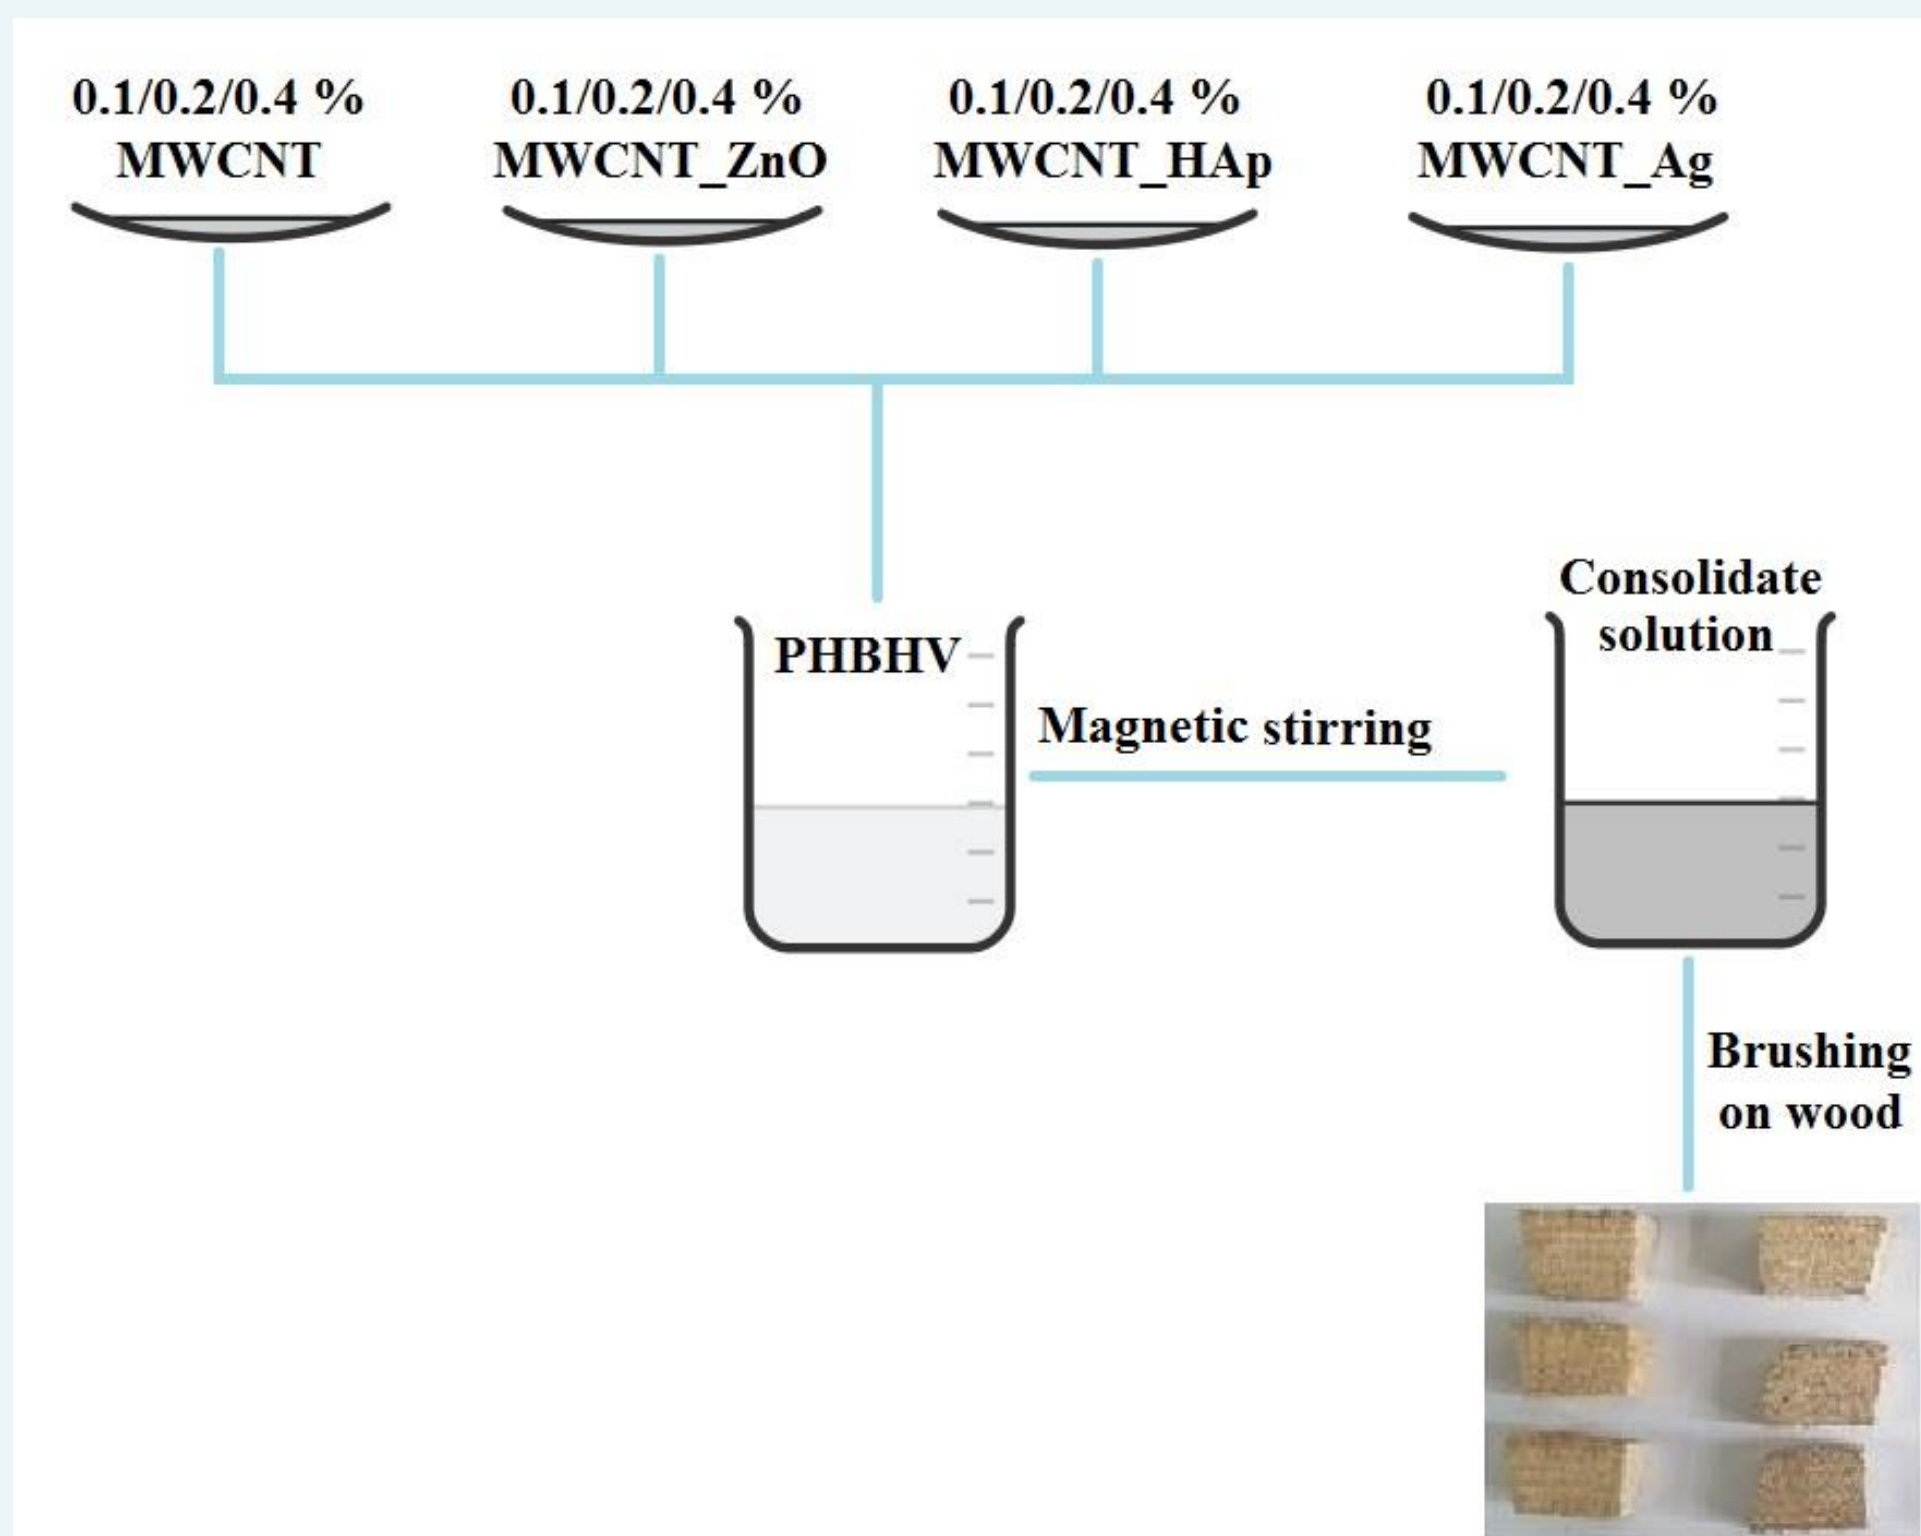 0.1/0.2/0.4 %
MWCNT
0.1/0.2/0.4 %
MWCNT_ZnO
0.1/0.2/0.4 %
MWCNT_HAp
0.1/0.2/0.4 %
MWCNT_Ag
PHBHV
Magnetic stirring
Consolidate
solution
Brushing
on wood